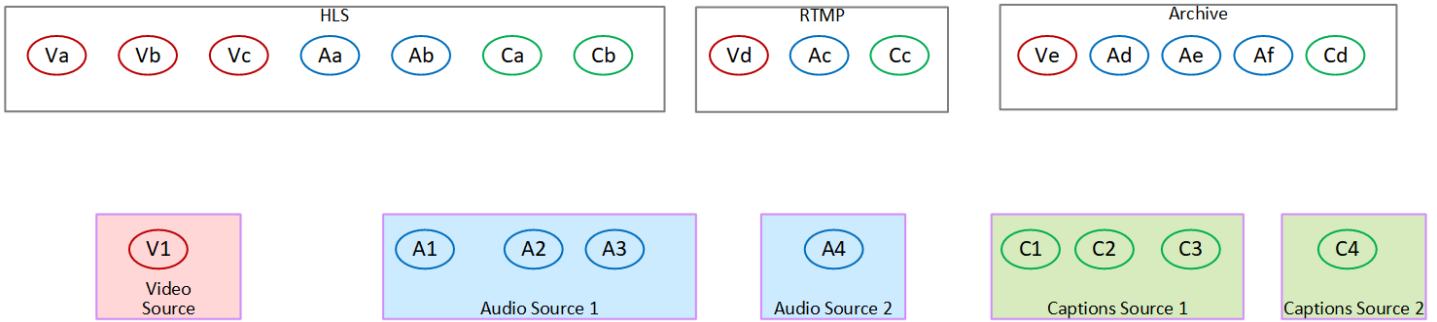 HLS
Va Vb Vc Aa Ab Ca Cb
RTMP
Vd Ac Cc
Archive
Ve Ad Ae Af Cd
V1
Video
Source
A1 A2 A3
Audio Source 1
A4
Audio Source 2
C1 C2 C3
Captions Source 1
C4
Captions Source 2